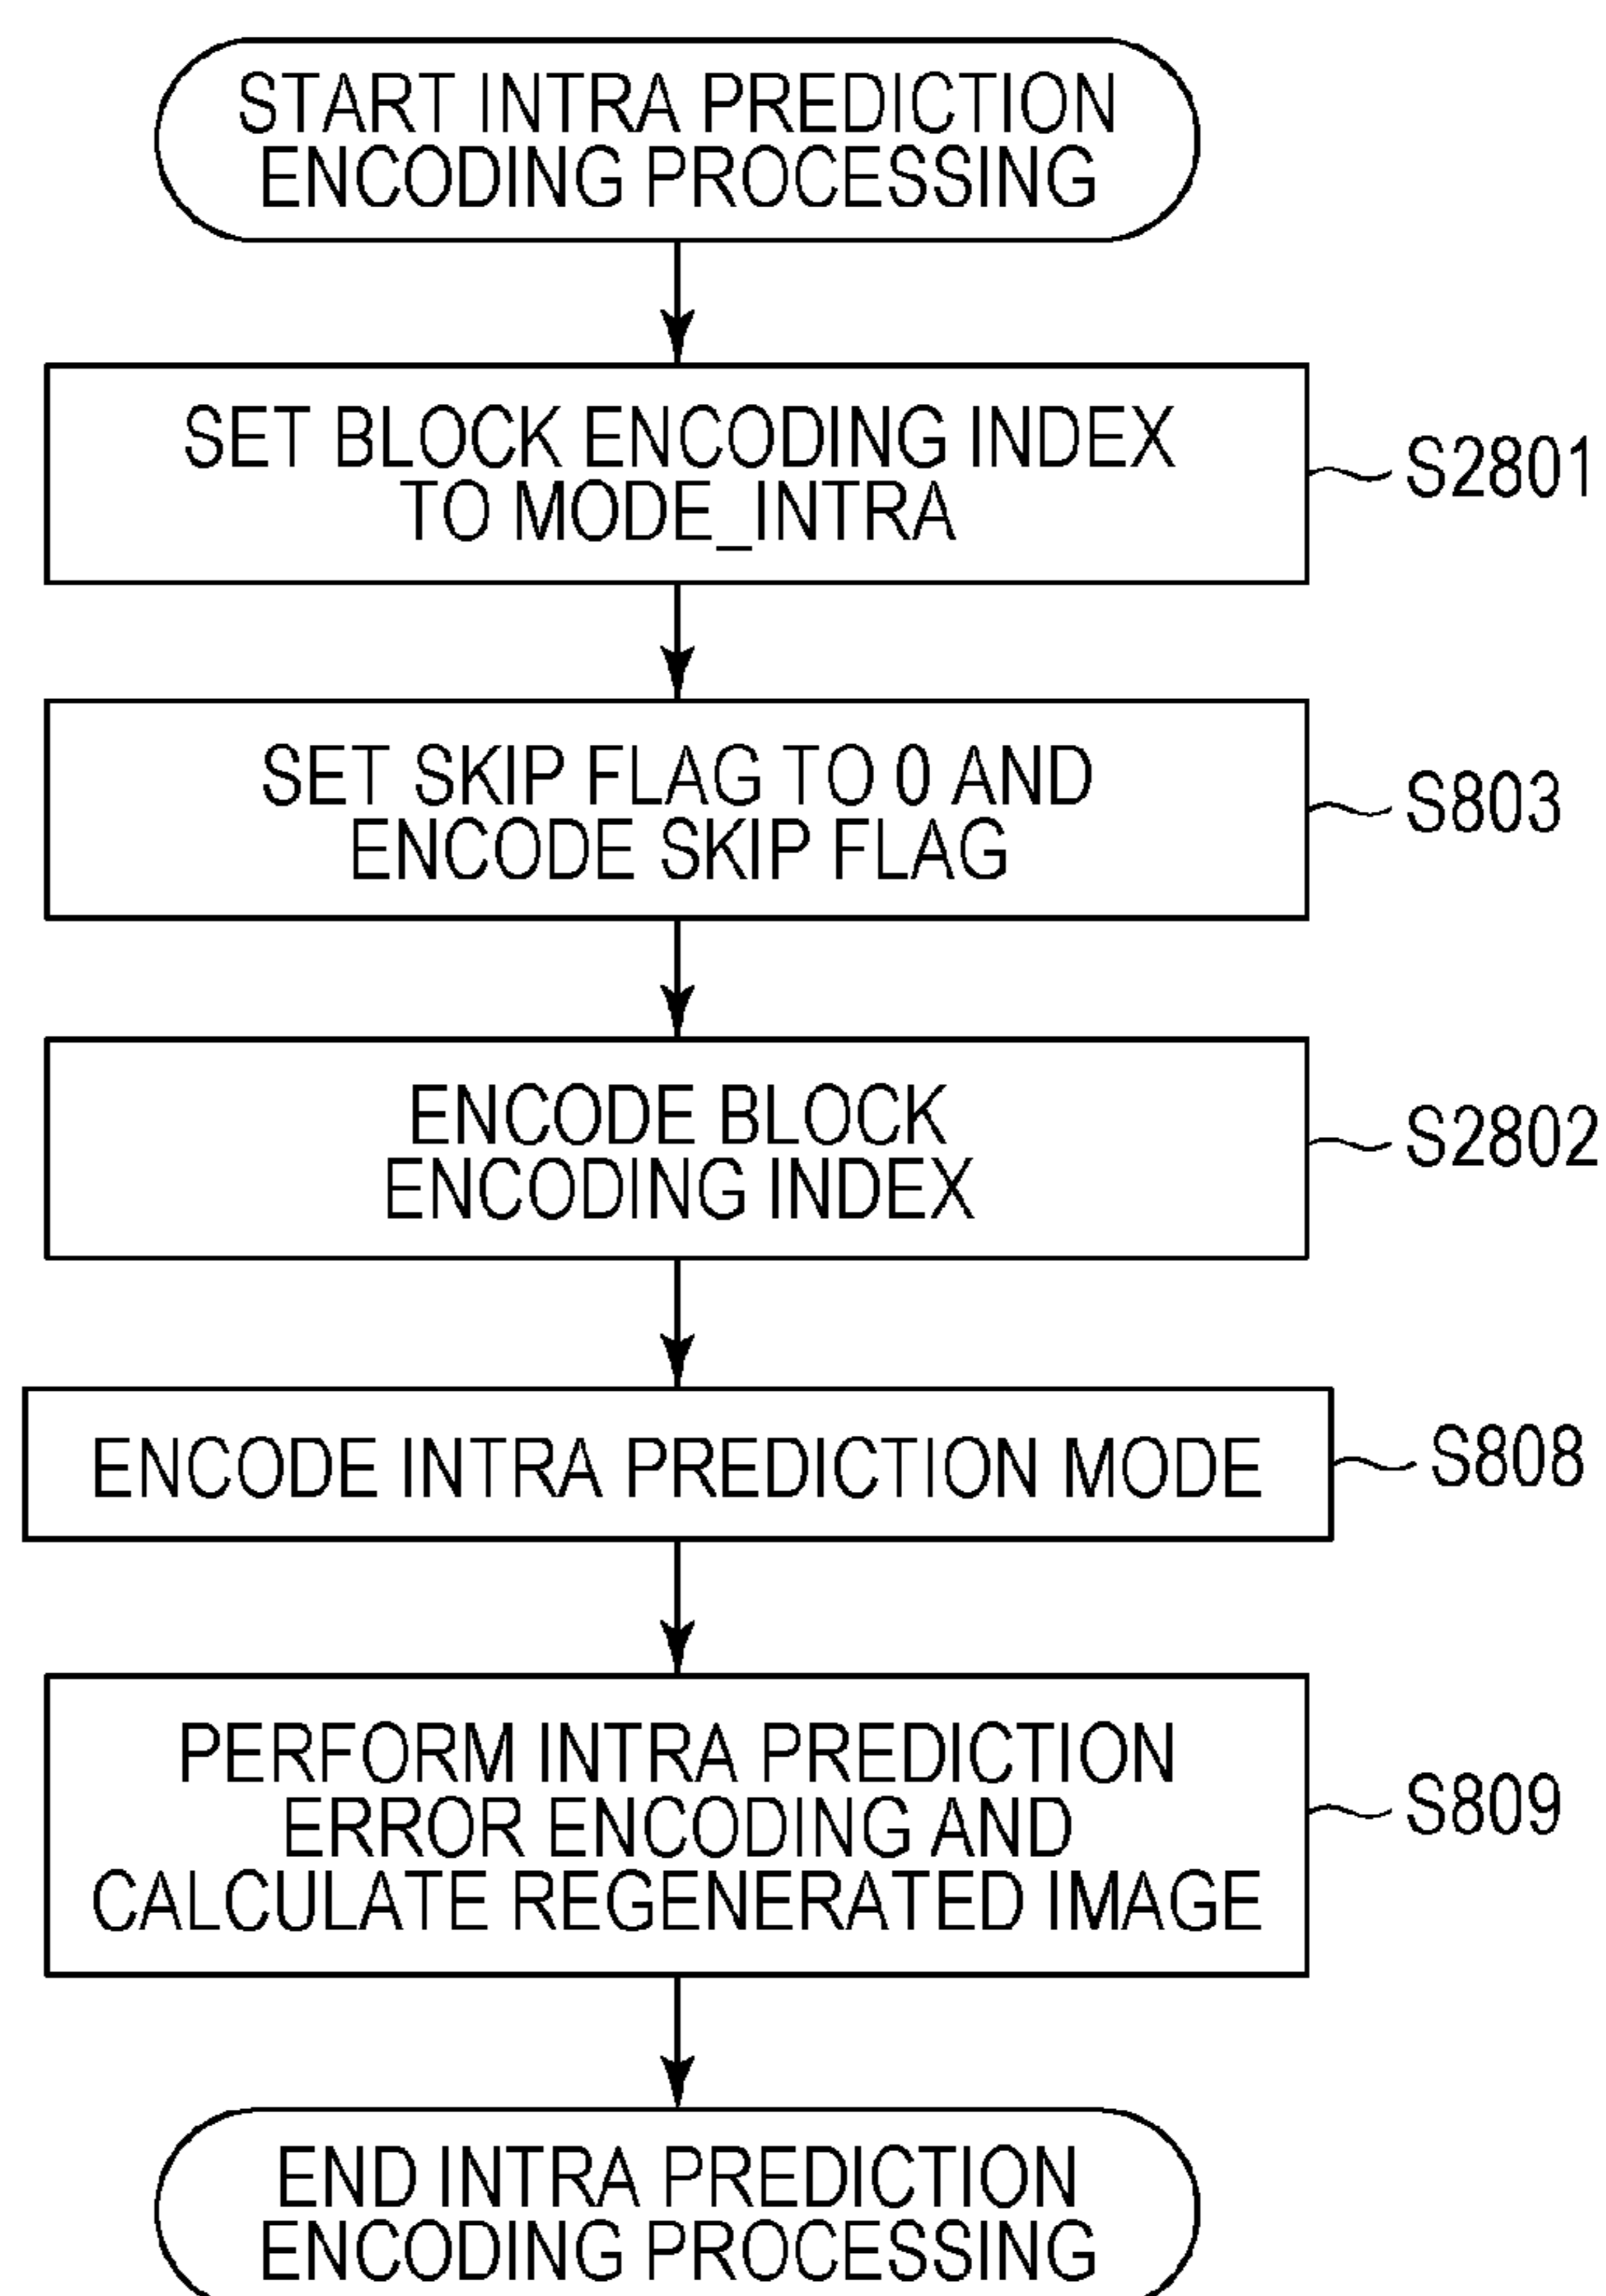 START INTRA PREDICTION
ENCODING PROCESSING
SET BLOCK ENCODING INDEX
TO MODE_INTRA
S2801
SET SKIP FLAG TO 0 AND
ENCODE SKIP FLAG
S803
ENCODE BLOCK
ENCODING INDEX
S2802
ENCODE INTRA PREDICTION MODE
S808
PERFORM INTRA PREDICTION
ERROR ENCODING AND
CALCULATE REGENERATED IMAGE
S809
END INTRA PREDICTION
ENCODING PROCESSING